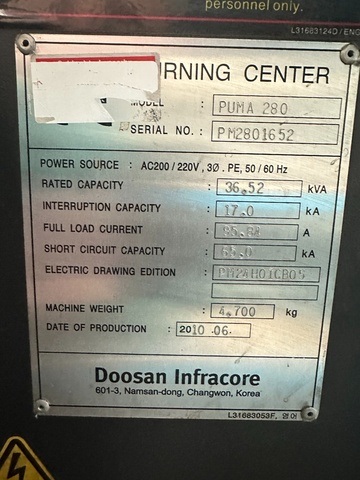 personnel only.
L31683124D / ENG
URNING CENTER
MODEL : PUMA 280
SERIAL NO. : PM2801652
POWER SOURCE : AC200 / 220V, 3Ø. PE, 50 / 60 Hz
RATED CAPACITY : 36.52 kVA
INTERRUPTION CAPACITY : 17.0 kA
FULL LOAD CURRENT : A
SHORT CIRCUIT CAPACITY : kA
ELECTRIC DRAWING EDITION :
MACHINE WEIGHT : 4,700 kg
DATE OF PRODUCTION : 2010 .06.
Doosan Infracore
601-3, Namsan-dong, Changwon, Korea
L31683053F, 영어